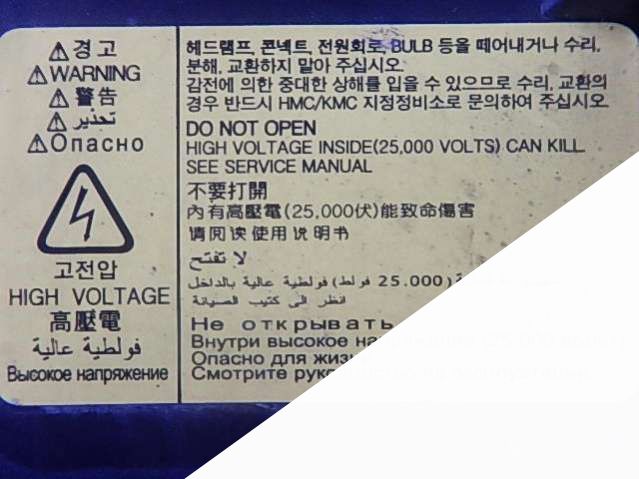 ⚠경고
⚠WARNING
⚠警告
⚠تحذير
⚠Опасно
고전압
HIGH VOLTAGE
高壓電
فولطية عالية
Высокое напряжение
헤드램프, 콘넥트, 전원회로, BULB 등을 떼어내거나 수리,
분해, 교환하지 말아 주십시오.
감전에 의한 중대한 상해를 입을 수 있으므로 수리, 교환의
경우 반드시 HMC/KMC 지정정비소로 문의하여 주십시오
DO NOT OPEN
HIGH VOLTAGE INSIDE(25,000 VOLTS) CAN KILL
SEE SERVICE MANUAL
不要打開
內有高壓電(25,000伏)能致命傷害
请阅读使用说明书
لا تفتح
(25.000 فولط) فولطية عالية بالداخل
انظر الى كتيب الصيانة
Не открывать
Внутри высокое
Опасно для
Смотрите